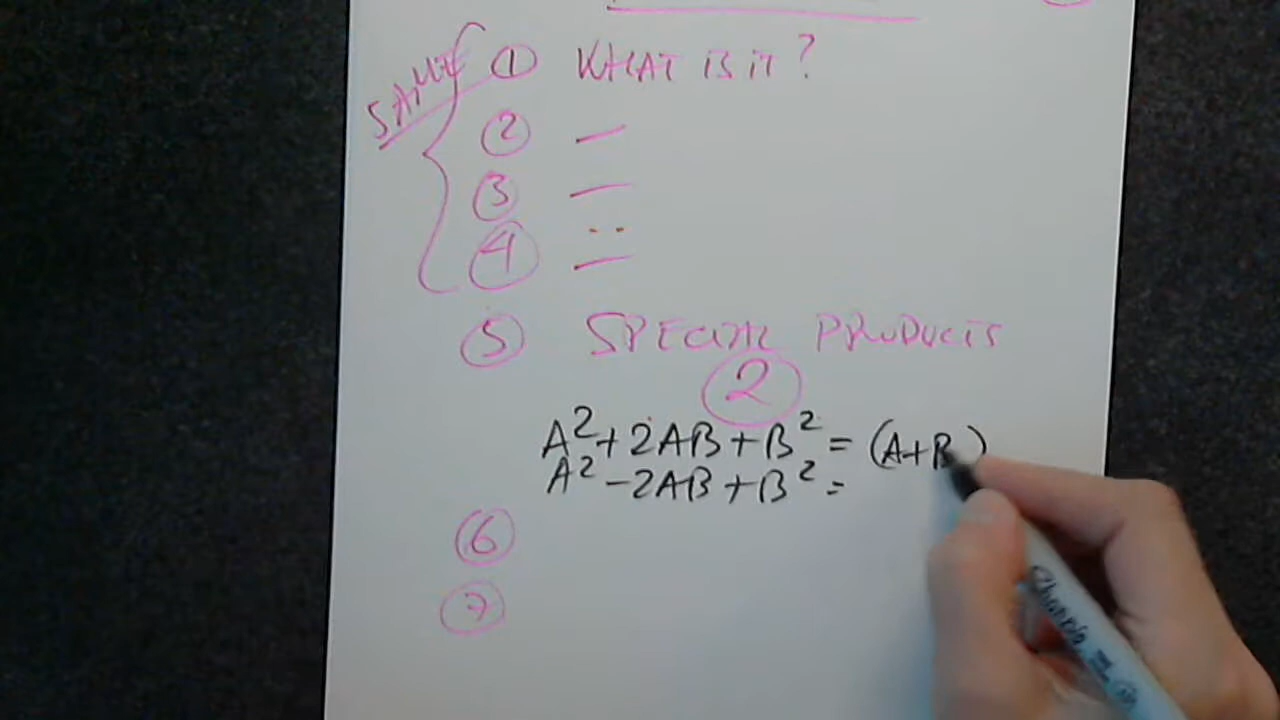 SAME
① WHAT IS IT?
② —
③ —
④ —
⑤ SPECIAL PRODUCTS
②
A²+2AB+B² = (A+B)
A²-2AB+B² =
⑥
⑦
Sharpie